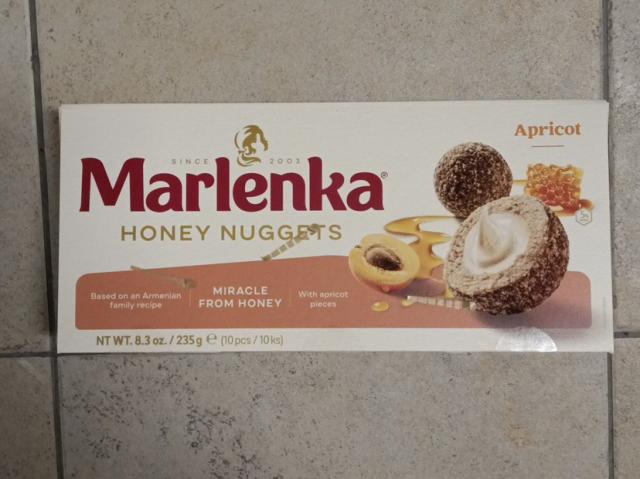 Apricot
SINCE 2003
Marlenka®
HONEY NUGGETS
Based on an Armenian
family recipe
MIRACLE
FROM HONEY
With apricot
pieces
NT WT. 8.3 oz. / 235 g ℮ (10 pcs / 10 ks)